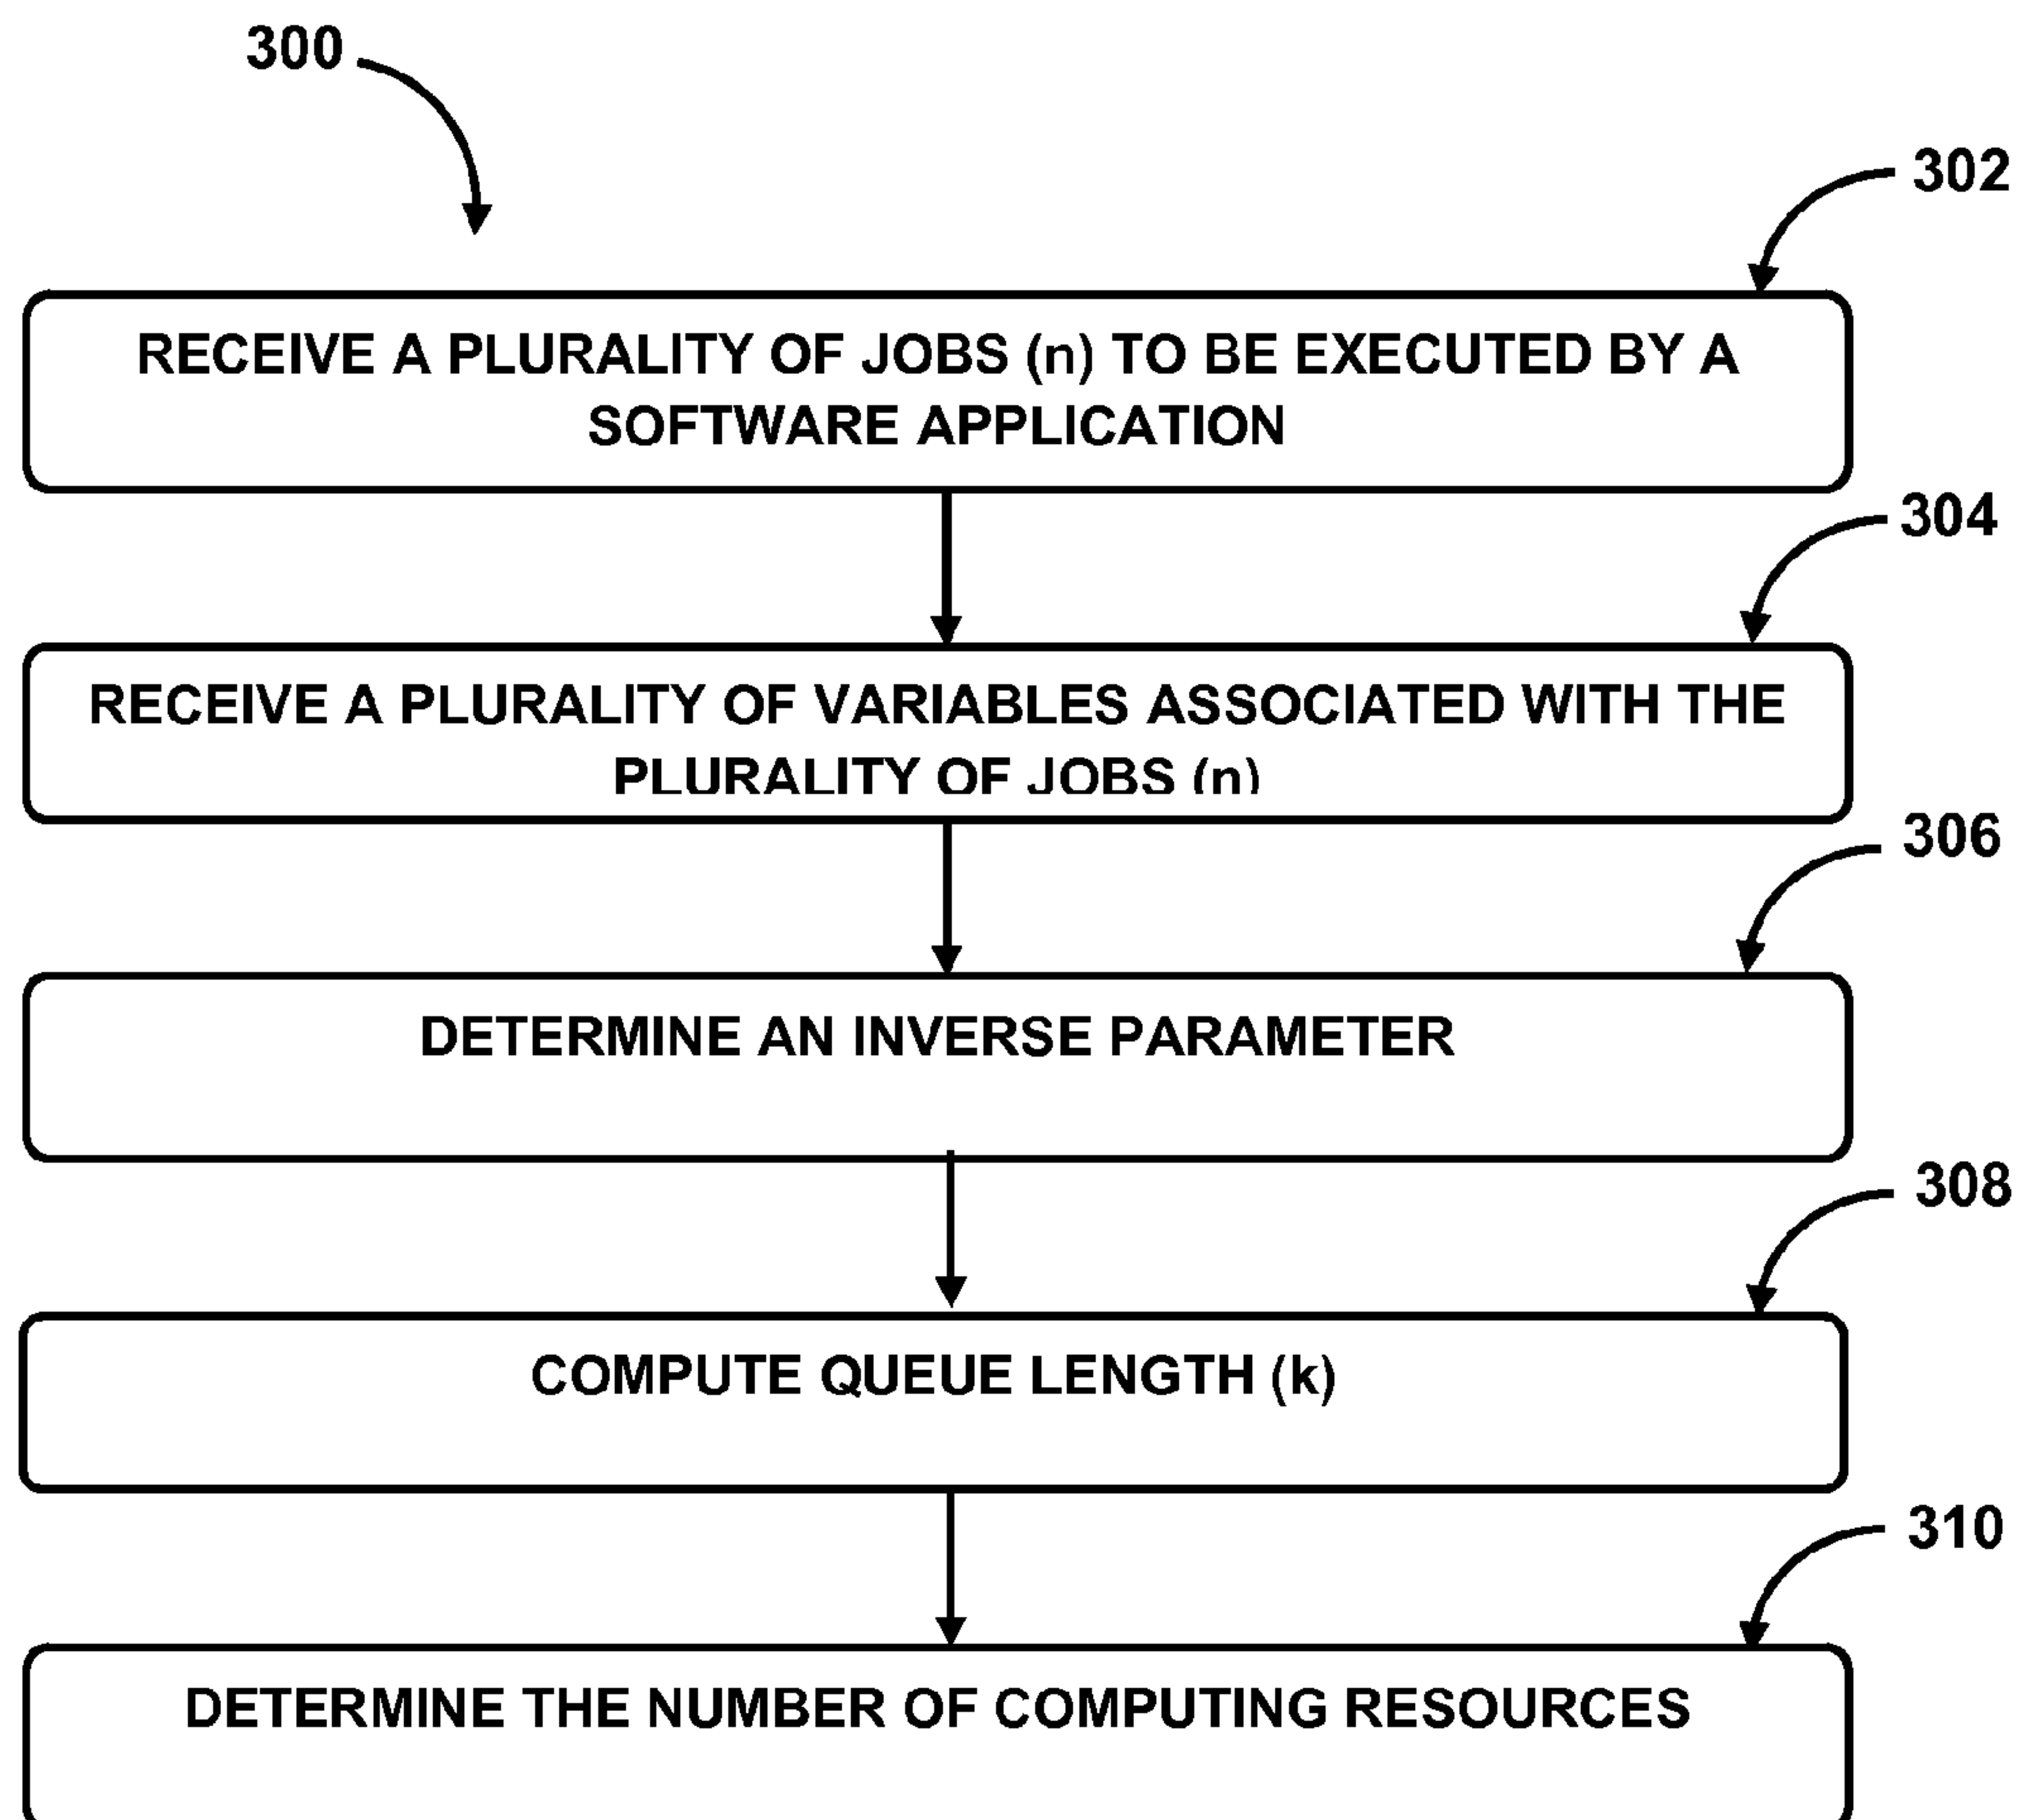 300
302
RECEIVE A PLURALITY OF JOBS (n) TO BE EXECUTED BY A
SOFTWARE APPLICATION
304
RECEIVE A PLURALITY OF VARIABLES ASSOCIATED WITH THE
PLURALITY OF JOBS (n)
306
DETERMINE AN INVERSE PARAMETER
308
COMPUTE QUEUE LENGTH (k)
310
DETERMINE THE NUMBER OF COMPUTING RESOURCES